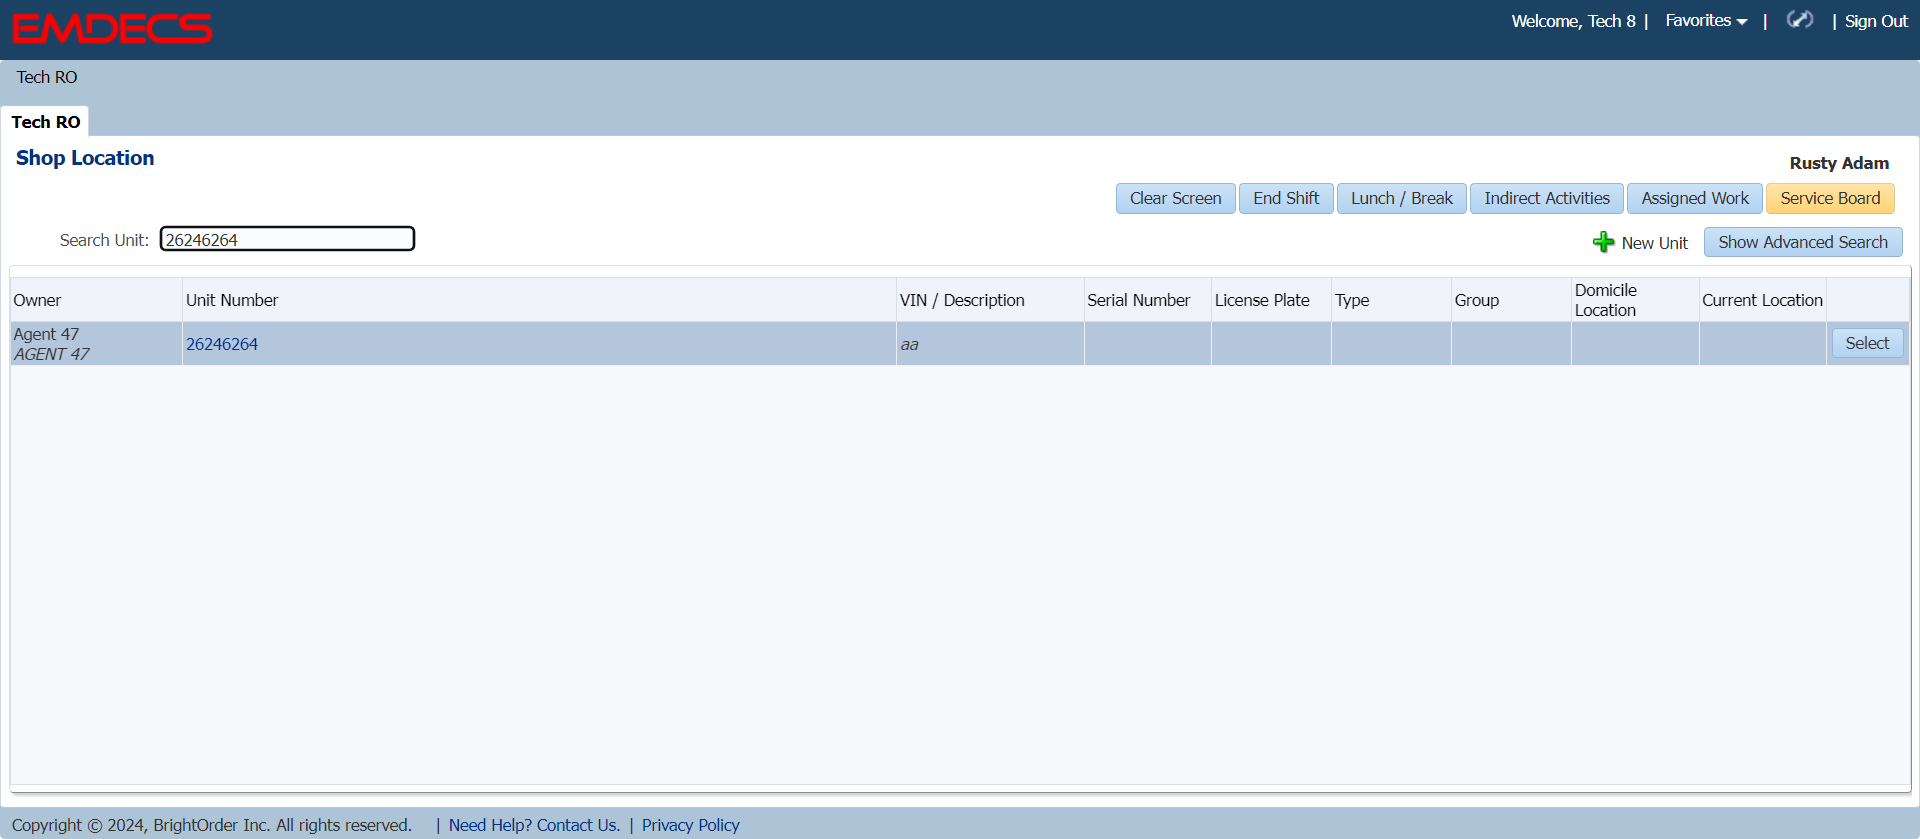 EMDECS
Welcome, Tech 8 | Favorites | | Sign Out
Tech RO
Tech RO
Shop Location
Rusty Adam
Clear Screen End Shift Lunch / Break Indirect Activities Assigned Work Service Board
Search Unit: 26246264
New Unit Show Advanced Search
Owner Unit Number VIN / Description Serial Number License Plate Type Group Domicile Location Current Location
Agent 47
AGENT 47 26246264 aa Select
Copyright © 2024, BrightOrder Inc. All rights reserved. | Need Help? Contact Us. | Privacy Policy